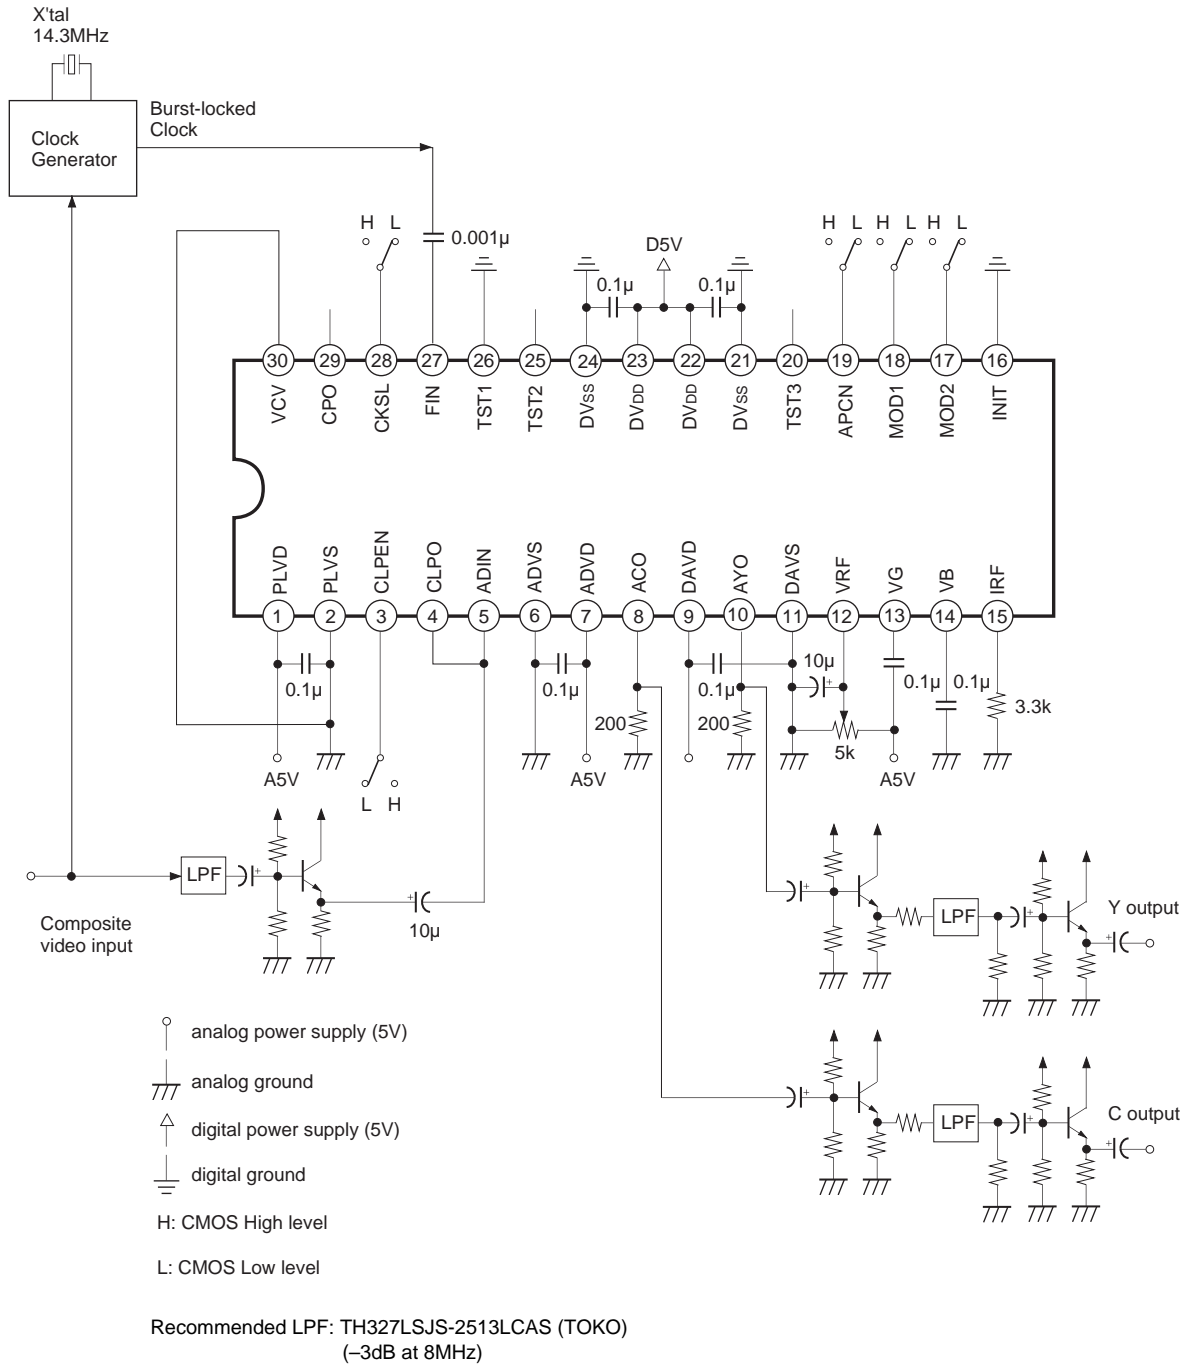 X'tal
14.3MHz
Burst-locked
Clock
Clock
Generator
H L
0.001µ
D5V
H L H L H L
0.1µ 0.1µ
30 29 28 27 26 25 24 23 22 21 20 19 18 17 16
VCV CPO CKSL FIN TST1 TST2 DVSS DVDD DVDD DVSS TST3 APCN MOD1 MOD2 INIT
PLVD PLVS CLPEN CLPO ADIN ADVS ADVD ACO DAVD AYO DAVS VRF VG VB IRF
1 2 3 4 5 6 7 8 9 10 11 12 13 14 15
10µ
0.1µ 0.1µ 0.1µ 0.1µ 0.1µ
3.3k
200 200
5k
A5V A5V A5V
L H
LPF
+
+
10µ
Composite
video input
+
+
LPF
+
+
Y output
+
LPF
+
+
C output
analog power supply (5V)
analog ground
digital power supply (5V)
digital ground
H: CMOS High level
L: CMOS Low level
Recommended LPF: TH327LSJS-2513LCAS (TOKO)
(–3dB at 8MHz)